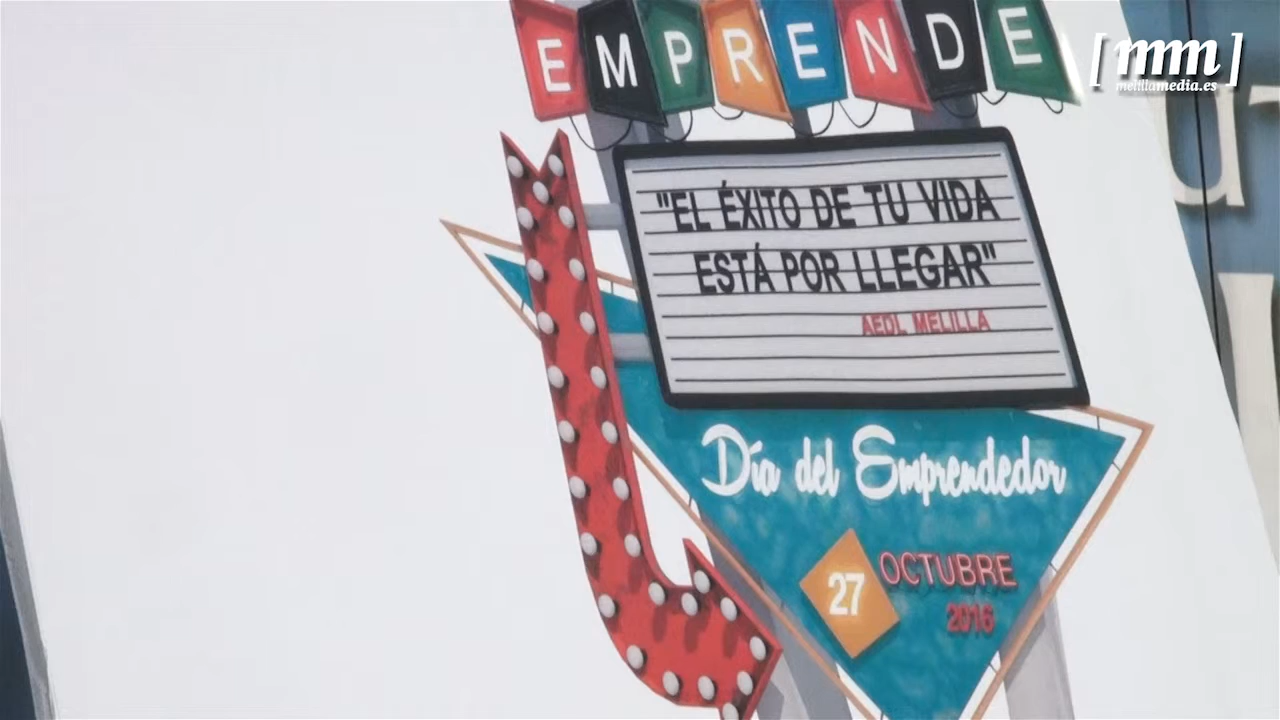 EMPRENDE
[mm]
melillamedia.es
"EL ÉXITO DE TU VIDA
ESTÁ POR LLEGAR"
AEDL MELILLA
Día del Emprendedor
27 OCTUBRE
2016